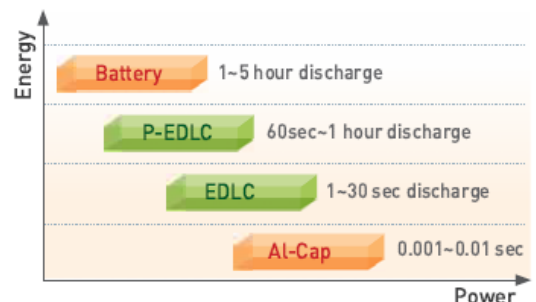 Energy
Battery 1~5 hour discharge
P-EDLC 60sec~1 hour discharge
EDLC 1~30 sec discharge
Al-Cap 0.001~0.01 sec
Power